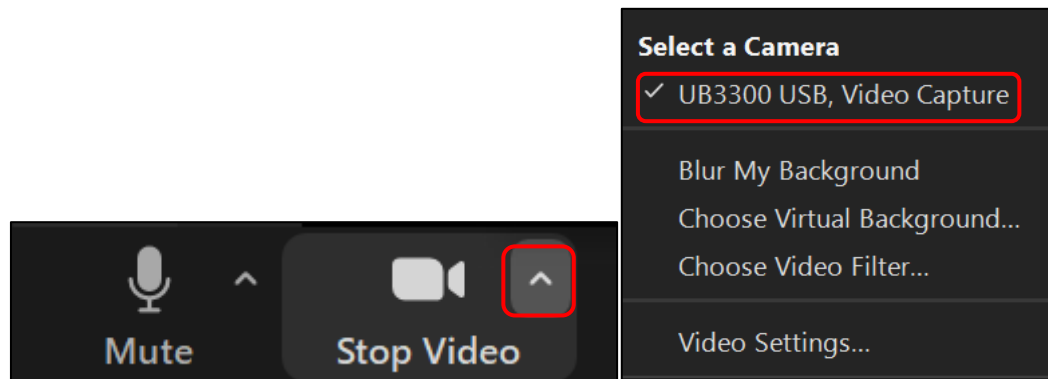 Mute
Stop Video
Select a Camera
UB3300 USB, Video Capture
Blur My Background
Choose Virtual Background...
Choose Video Filter...
Video Settings...